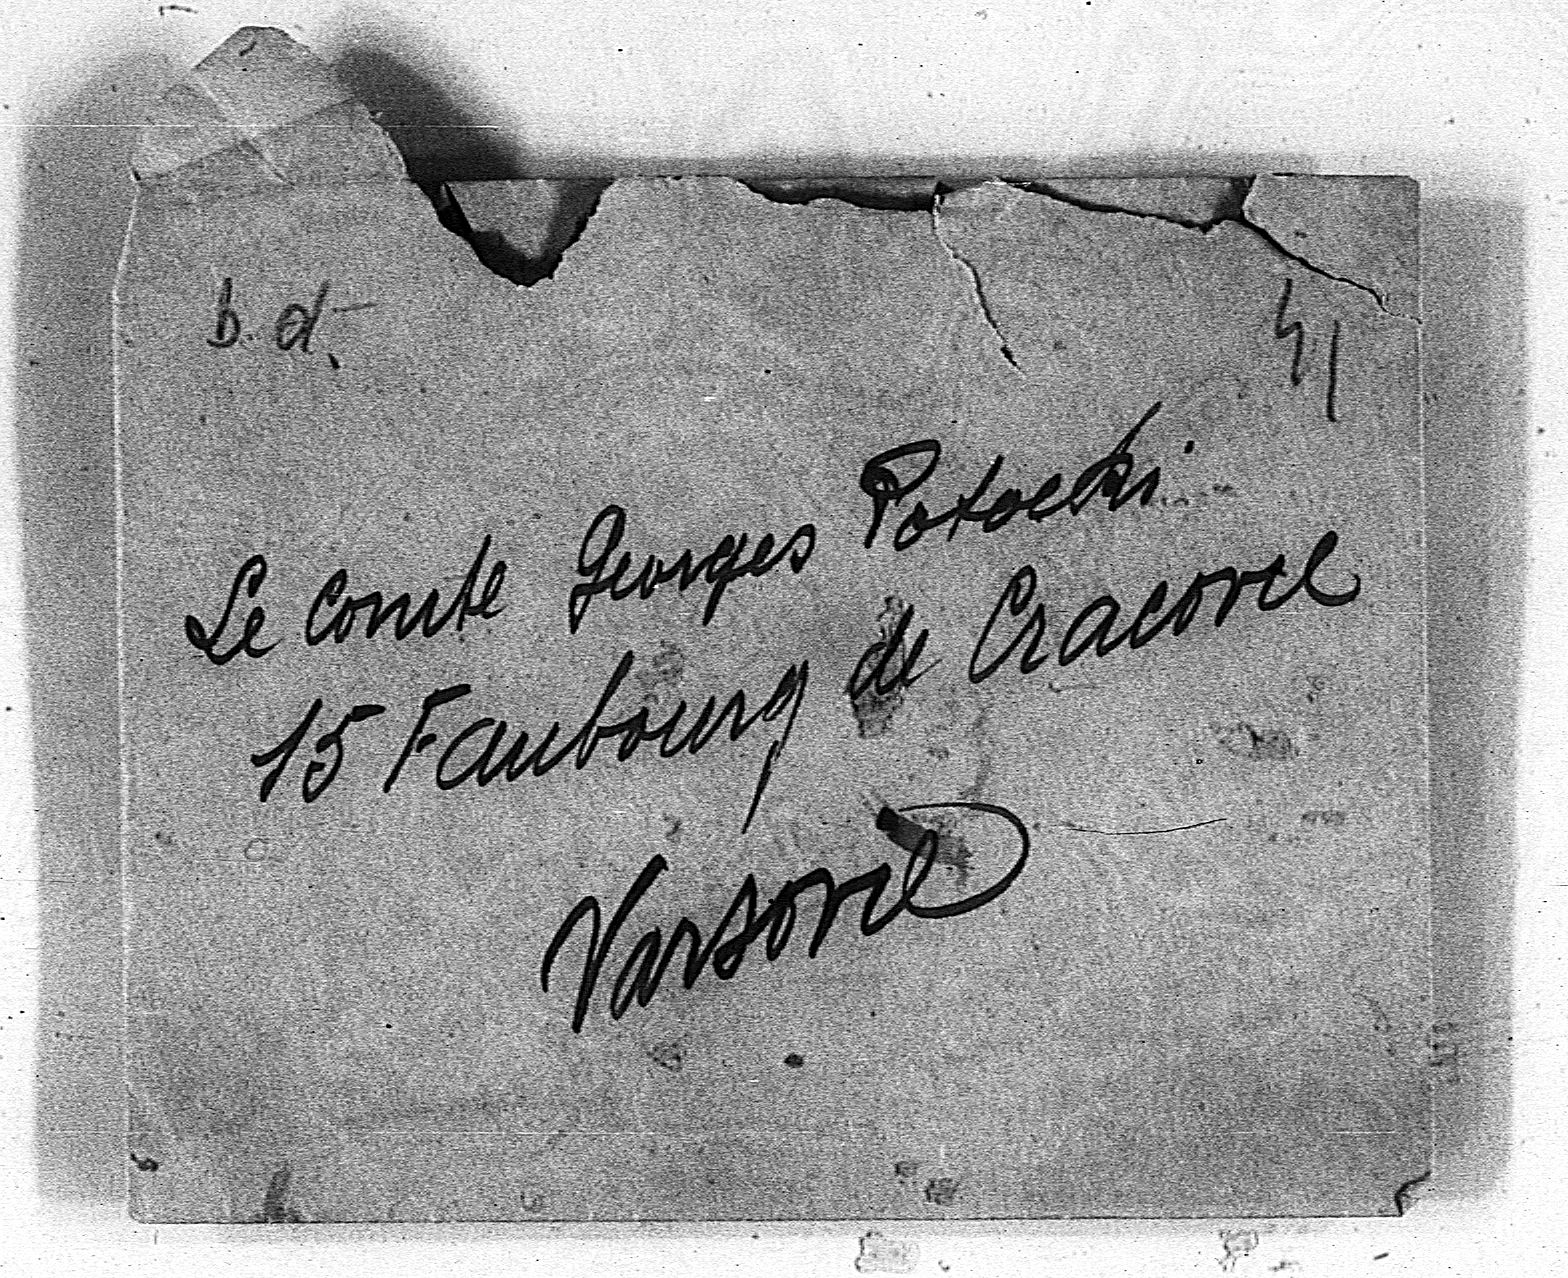 b. d.
41
Le Comte Georges Potocki
15 Faubourg de Cracovie
Varsovie